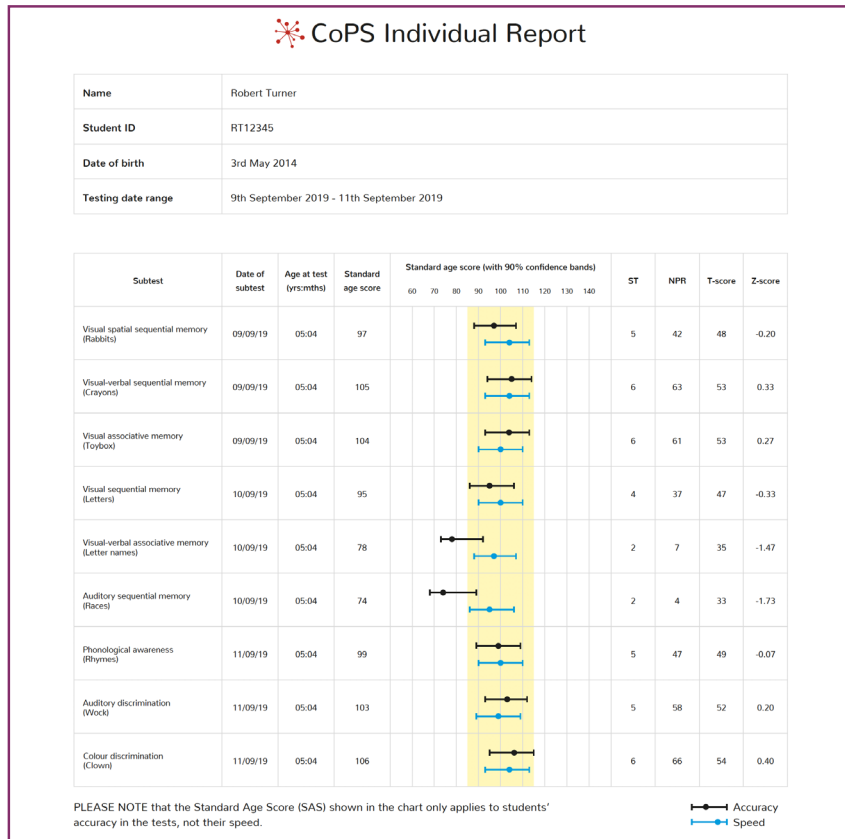 CoPS Individual Report
Name Robert Turner
Student ID RT12345
Date of birth 3rd May 2014
Testing date range 9th September 2019 - 11th September 2019
Subtest Date of subtest Age at test (yrs:mths) Standard age score Standard age score (with 90% confidence bands) ST NPR T-score Z-score
60 70 80 90 100 110 120 130 140
Visual spatial sequential memory
(Rabbits) 09/09/19 05:04 97 5 42 48 -0.20
Visual-verbal sequential memory
(Crayons) 09/09/19 05:04 105 6 63 53 0.33
Visual associative memory
(Toybox) 09/09/19 05:04 104 6 61 53 0.27
Visual sequential memory
(Letters) 10/09/19 05:04 95 4 37 47 -0.33
Visual-verbal associative memory
(Letter names) 10/09/19 05:04 78 2 7 35 -1.47
Auditory sequential memory
(Races) 10/09/19 05:04 74 2 4 33 -1.73
Phonological awareness
(Rhymes) 11/09/19 05:04 99 5 47 49 -0.07
Auditory discrimination
(Wock) 11/09/19 05:04 103 5 58 52 0.20
Colour discrimination
(Clown) 11/09/19 05:04 106 6 66 54 0.40
PLEASE NOTE that the Standard Age Score (SAS) shown in the chart only applies to students'
accuracy in the tests, not their speed.
Accuracy
Speed